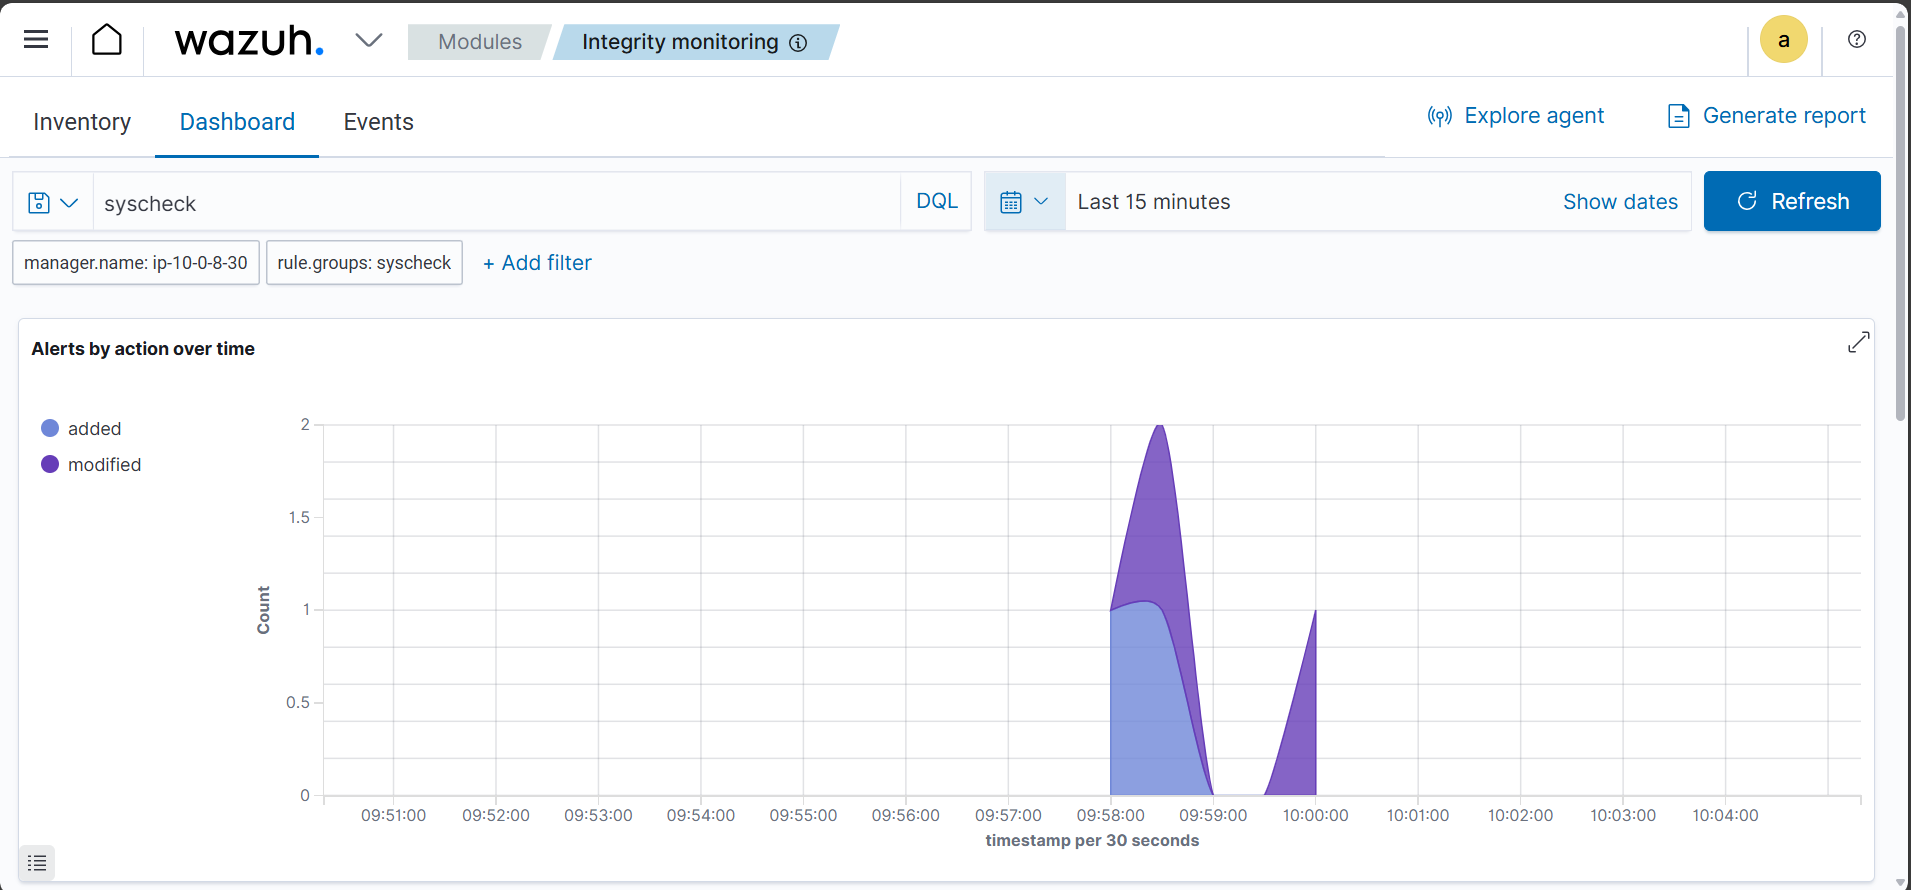 wazuh. Modules Integrity monitoring a
Inventory Dashboard Events Explore agent Generate report
syscheck DQL Last 15 minutes Show dates Refresh
manager.name: ip-10-0-8-30 rule.groups: syscheck + Add filter
Alerts by action over time
added
modified
2
1.5
1
0.5
0
Count
09:51:00 09:52:00 09:53:00 09:54:00 09:55:00 09:56:00 09:57:00 09:58:00 09:59:00 10:00:00 10:01:00 10:02:00 10:03:00 10:04:00
timestamp per 30 seconds